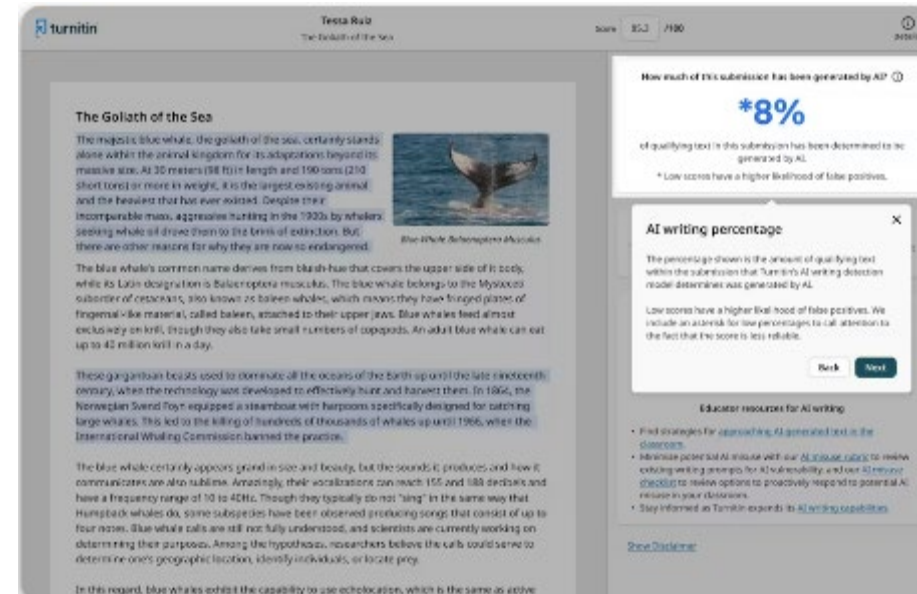 turnitin
Tessa Ruiz
The Goliath of the Sea
Score 85.3 /100
Details
How much of this submission has been generated by AI?
*8%
of qualifying text in this submission has been determined to be
generated by AI.
* Low scores have a higher likelihood of false positives.
AI writing percentage
The percentage shown is the amount of qualifying text
within the submission that Turnitin's AI writing detection
model determines was generated by AI.
Low scores have a higher likelihood of false positives. We
include an asterisk for low percentages to call attention to
the fact that the score is less reliable.
Back Next
Educator resources for AI writing
• Find strategies for approaching AI-generated text in the
classroom.
• Minimize potential AI misuse with our AI misuse rubric to review
existing writing prompts for AI vulnerability, and our AI misuse
checklist to review options to proactively respond to potential AI
misuse in your classroom.
• Stay informed as Turnitin expands its AI writing capabilities
Show Disclaimer
The Goliath of the Sea
The majestic blue whale, the goliath of the sea, certainly stands
alone within the animal kingdom for its adaptations beyond its
massive size. At 30 meters (98 ft) in length and 190 tons (210
short tons) or more in weight, it is the largest existing animal
and the heaviest that has ever existed. Despite their
incomparable mass, aggressive hunting in the 1900s by whalers
seeking whale oil drove them to the brink of extinction. But
there are other reasons for why they are now so endangered.
Blue Whale Balaenoptera Musculus
The blue whale's common name derives from bluish-hue that covers the upper side of it body,
while its Latin designation is Balaenoptera musculus. The blue whale belongs to the Mysteceti
suborder of cetaceans, also known as baleen whales, which means they have fringed plates of
fingernail-like material, called baleen, attached to their upper jaws. Blue whales feed almost
exclusively on krill, though they also take small numbers of copepods. An adult blue whale can eat
up to 40 million krill in a day.
These gargantuan beasts used to dominate all the oceans of the Earth up until the late nineteenth
century, when the technology was developed to effectively hunt and harvest them. In 1864, the
Norwegian Svend Foyn equipped a steamboat with harpoons specifically designed for catching
large whales. This led to the killing of hundreds of thousands of whales up until 1966, when the
International Whaling Commission banned the practice.
The blue whale certainly appears grand in size and beauty, but the sounds it produces and how it
communicates are also sublime. Amazingly, their vocalizations can reach 155 and 188 decibels and
have a frequency range of 10 to 40Hz. Though they typically do not "sing" in the same way that
Humpback whales do, some subspecies have been observed producing songs that consist of up to
four notes. Blue whale calls are still not fully understood, and scientists are currently working on
determining their purposes. Among the hypotheses, researchers believe the calls could serve to
determine one's geographic location, identify individuals, or locate prey.
In this regard, blue whales exhibit the capability to use echolocation, which is the same as active